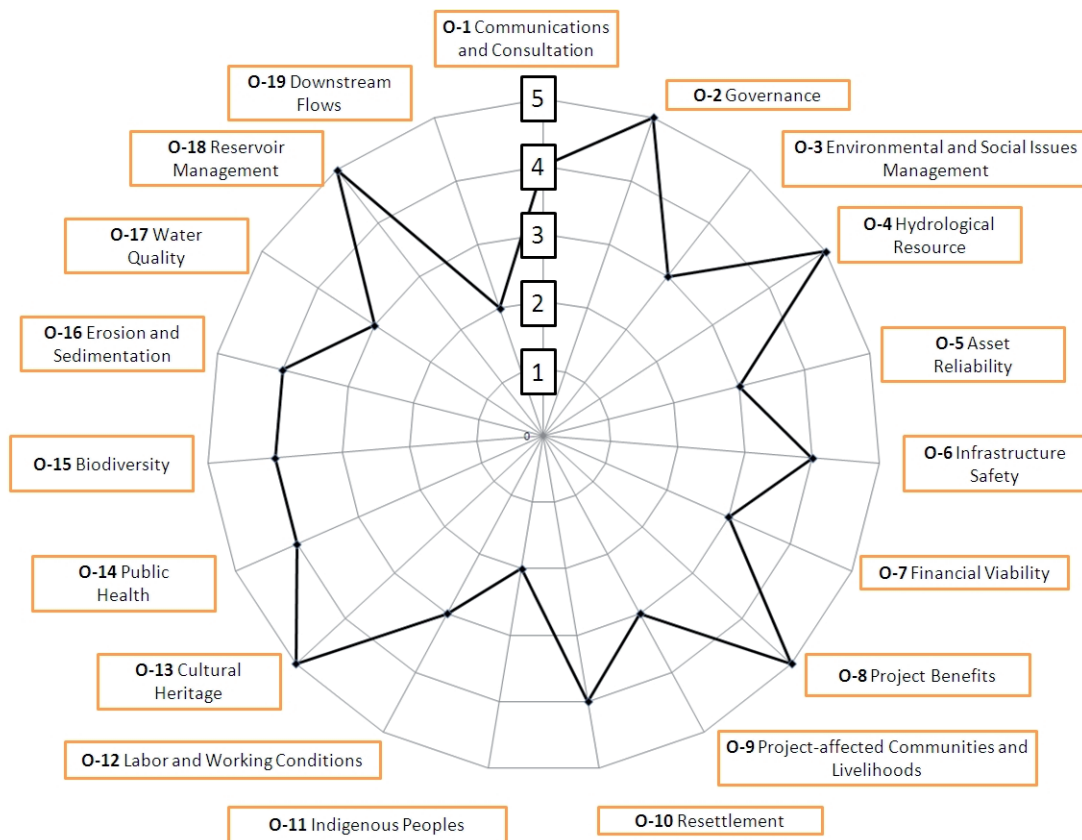 O-1 Communications
and Consultation
O-2 Governance
O-3 Environmental and Social Issues
Management
O-4 Hydrological
Resource
O-5 Asset
Reliability
O-6 Infrastructure
Safety
O-7 Financial Viability
O-8 Project Benefits
O-9 Project-affected Communities and
Livelihoods
O-10 Resettlement
O-11 Indigenous Peoples
O-12 Labor and Working Conditions
O-13 Cultural
Heritage
O-14 Public
Health
O-15 Biodiversity
O-16 Erosion and
Sedimentation
O-17 Water
Quality
O-18 Reservoir
Management
O-19 Downstream
Flows
5
4
3
2
1
0